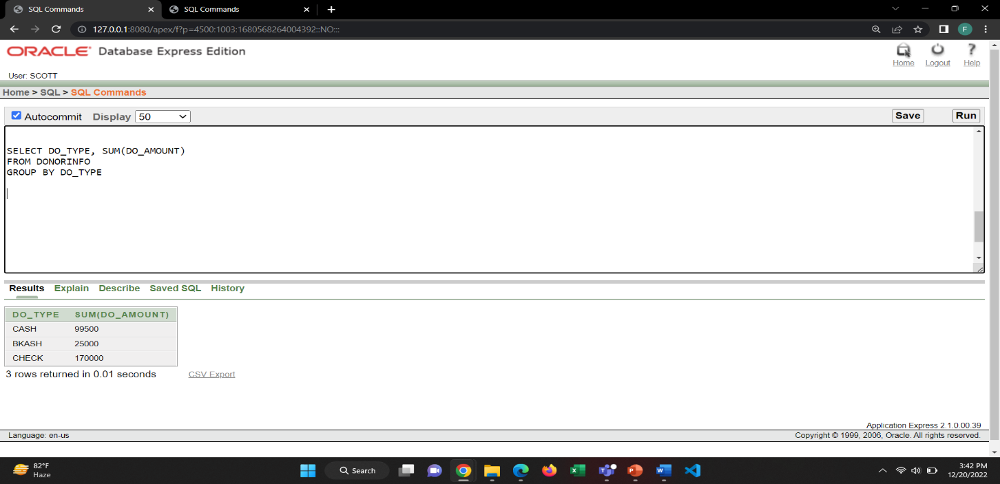 SQL Commands
SQL Commands
127.0.0.1:8080/apex/f?p=4500:1003:1680568264004392::NO:::
F
ORACLE Database Express Edition
Home Logout ? Help
User: SCOTT
Home > SQL > SQL Commands
Autocommit Display 50 Save Run
SELECT DO_TYPE, SUM(DO_AMOUNT)
FROM DONORINFO
GROUP BY DO_TYPE
Results Explain Describe Saved SQL History
DO_TYPE SUM(DO_AMOUNT)
CASH 99500
BKASH 25000
CHECK 170000
3 rows returned in 0.01 seconds CSV Export
Application Express 2.1.0.00.39
Language: en-us Copyright © 1999, 2006, Oracle. All rights reserved.
82°F
Haze
Search
3:42 PM
12/20/2022